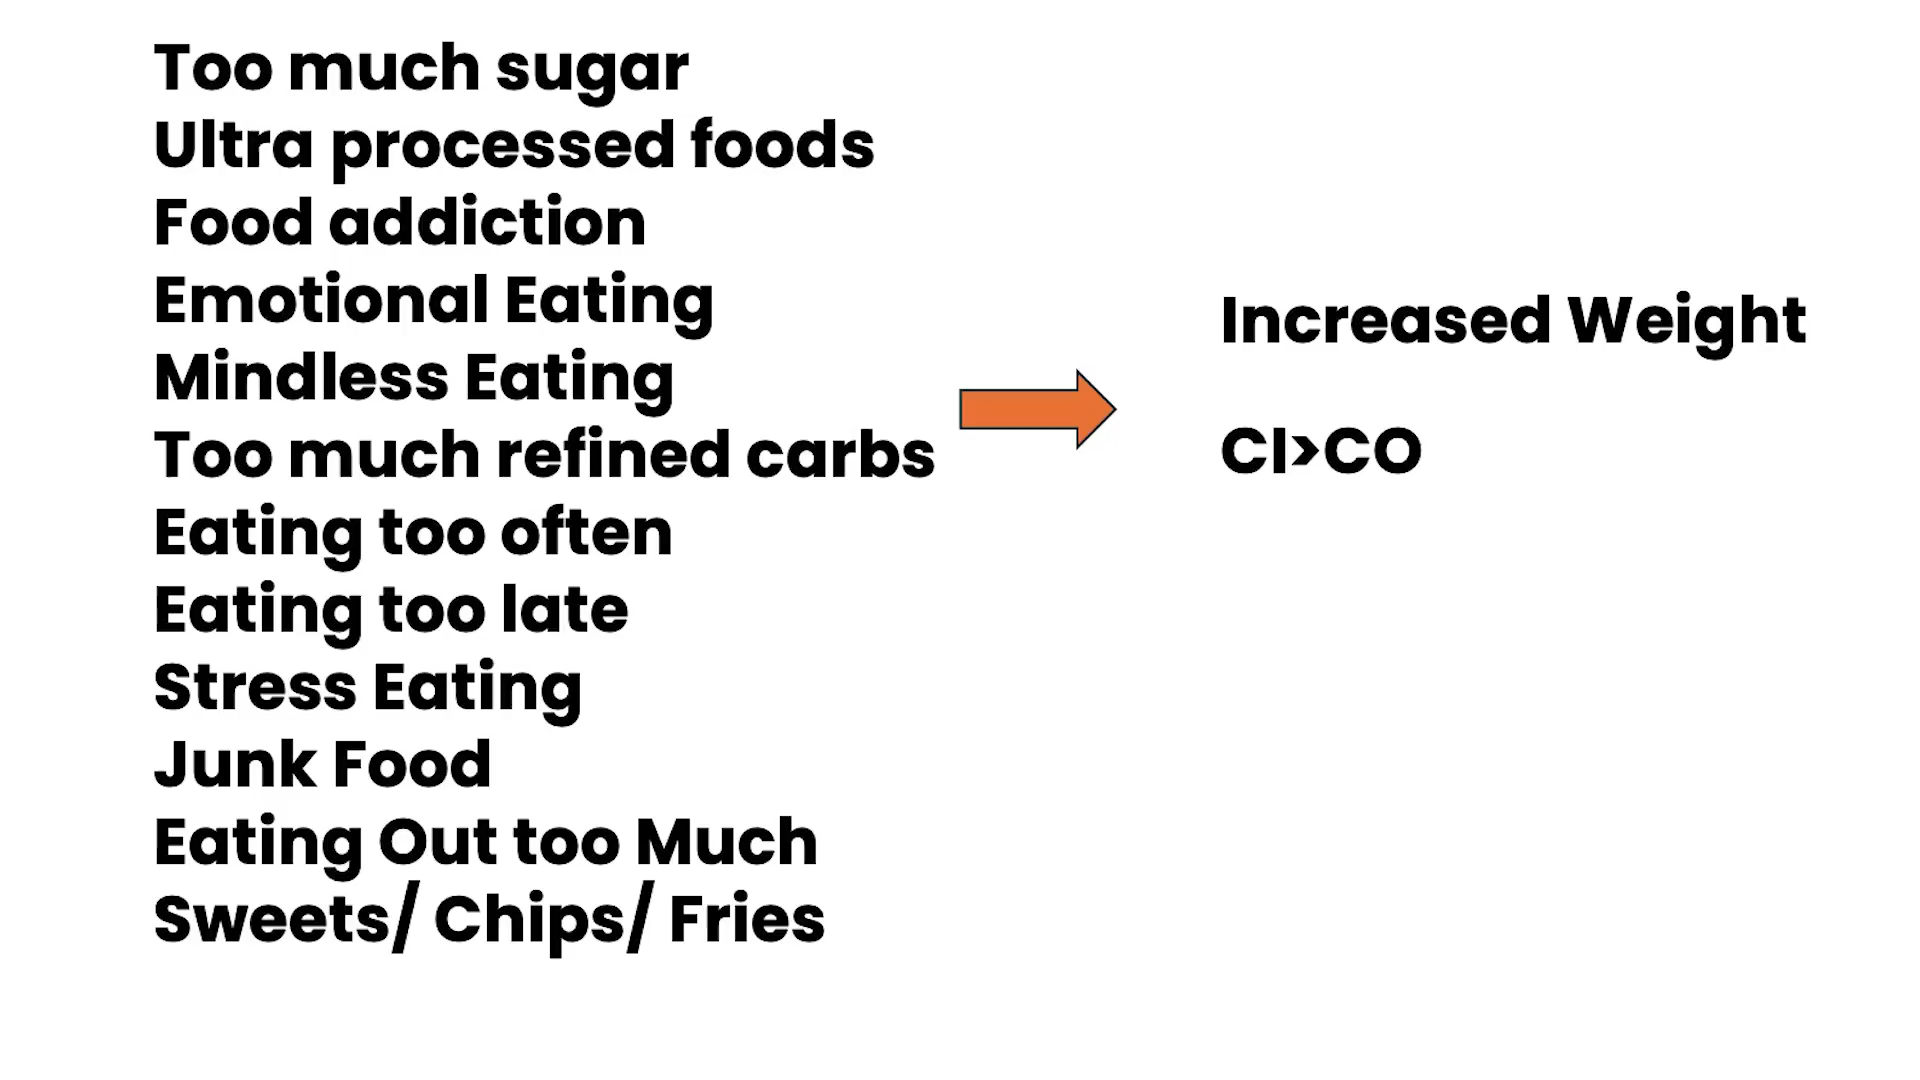 Too much sugar
Ultra processed foods
Food addiction
Emotional Eating
Mindless Eating
Too much refined carbs
Eating too often
Eating too late
Stress Eating
Junk Food
Eating Out too Much
Sweets/ Chips/ Fries
Increased Weight
CI>CO